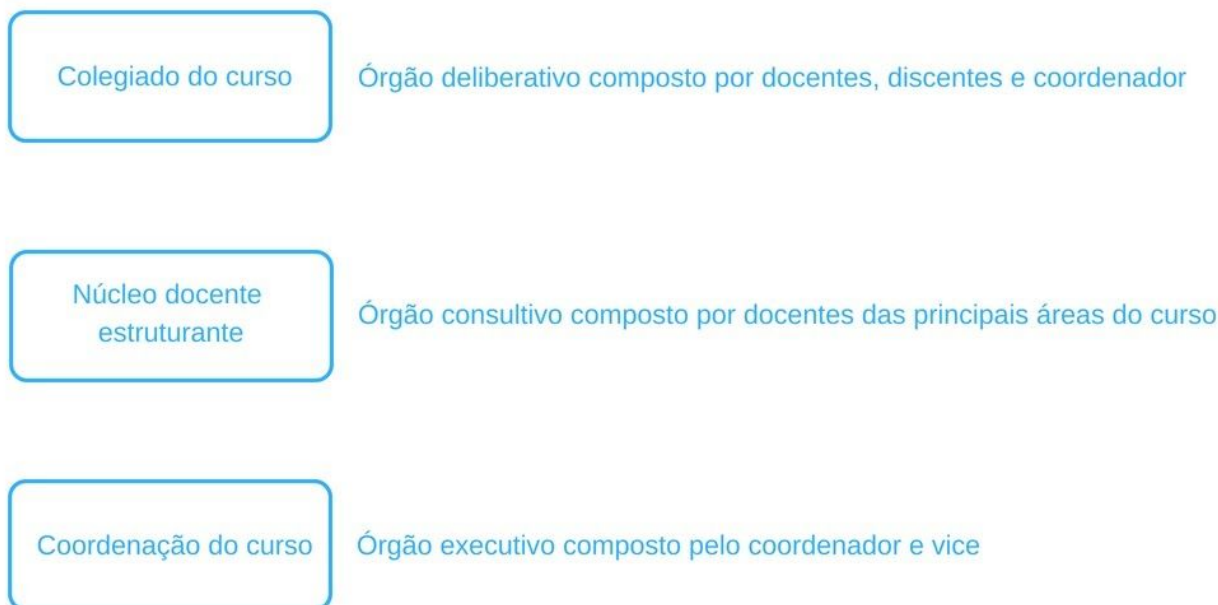 Colegiado do curso
Órgão deliberativo composto por docentes, discentes e coordenador
Núcleo docente
estruturante
Órgão consultivo composto por docentes das principais áreas do curso
Coordenação do curso
Órgão executivo composto pelo coordenador e vice